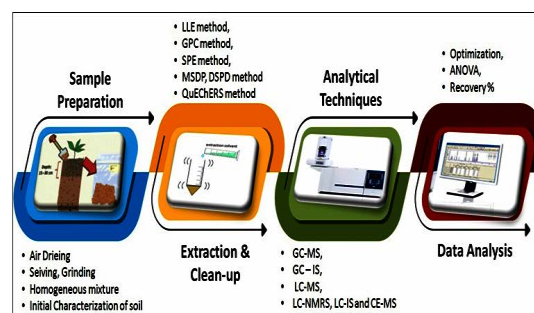 • LLE method,
• GPC method,
• SPE method,
• MSDP, DSPD method
• QuEChERS method
Sample
Preparation
Analytical
Techniques
• Optimization,
• ANOVA,
• Recovery %
extraction solvent
Depth:
Extraction &
Clean-up
Data Analysis
• Air Drieing
• Seiving, Grinding
• Homogeneous mixture
• Initial Characterization of soil
• GC-MS,
• GC – IS,
• LC-MS,
• LC-NMRS, LC-IS and CE-MS